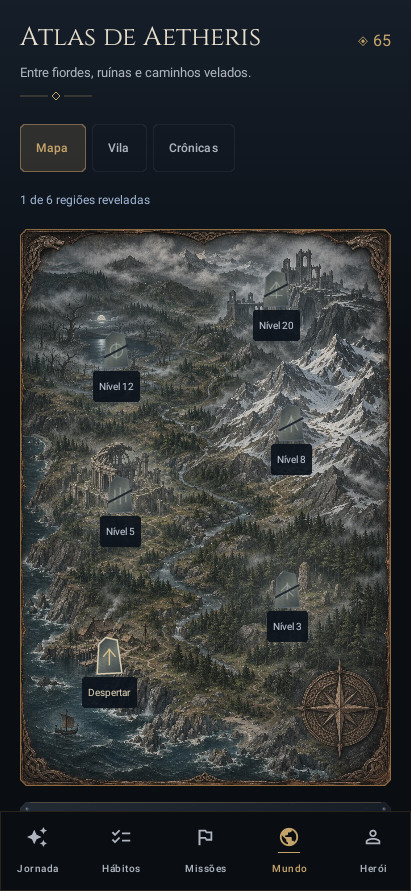 Atlas de Aetheris
65
Entre fiordes, ruínas e caminhos velados.
Mapa
Vila
Crônicas
1 de 6 regiões reveladas
Nível 20
Nível 12
Nível 8
Nível 5
Nível 3
Despertar
Jornada
Hábitos
Missões
Mundo
Herói